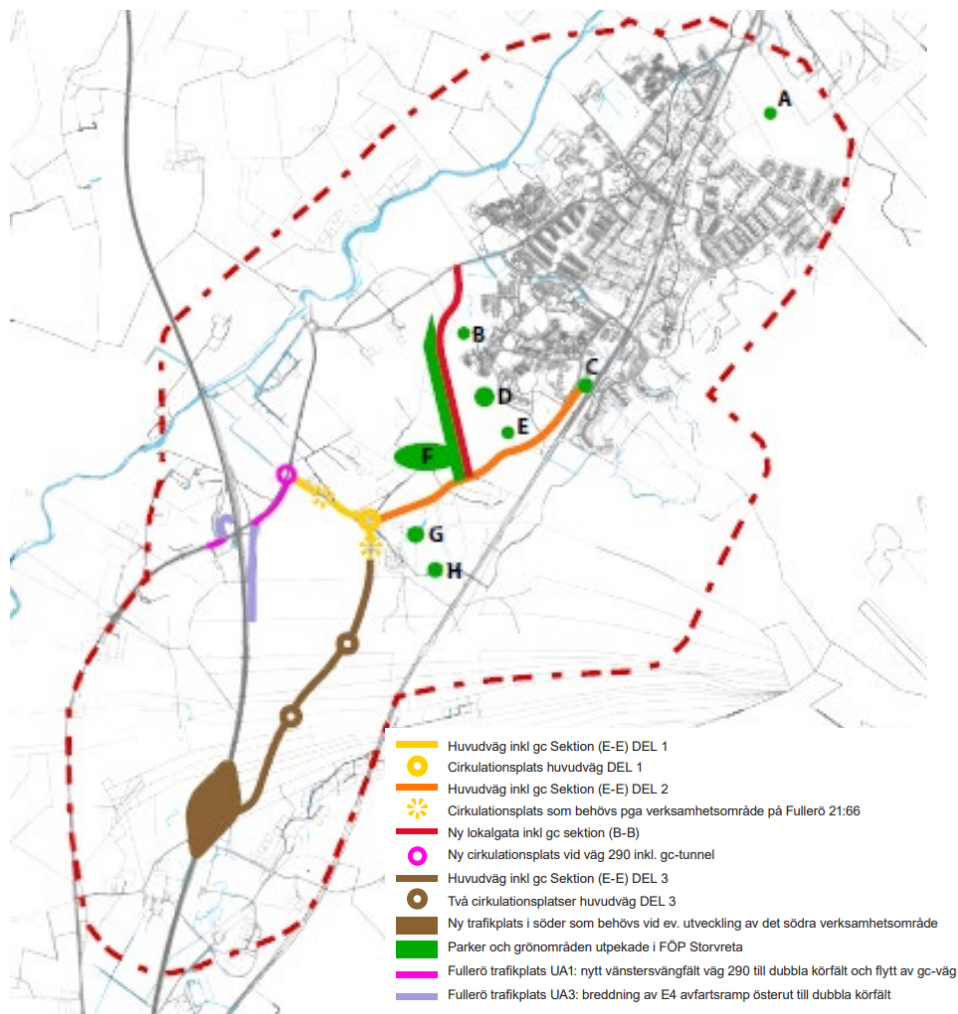 A
B
C
D
E
F
G
H
Huvudväg inkl gc Sektion (E-E) DEL 1
Cirkulationsplats huvudväg DEL 1
Huvudväg inkl gc Sektion (E-E) DEL 2
Cirkulationsplats som behövs pga verksamhetsområde på Fullerö 21:66
Ny lokalgata inkl gc sektion (B-B)
Ny cirkulationsplats vid väg 290 inkl. gc-tunnel
Huvudväg inkl gc Sektion (E-E) DEL 3
Två cirkulationsplatser huvudväg DEL 3
Ny trafikplats i söder som behövs vid ev. utveckling av det södra verksamhetsområde
Parker och grönområden utpekade i FÖP Storvreta
Fullerö trafikplats UA1: nytt vänstersvängfält väg 290 till dubbla körfält och flytt av gc-väg
Fullerö trafikplats UA3: breddning av E4 avfartsramp österut till dubbla körfält